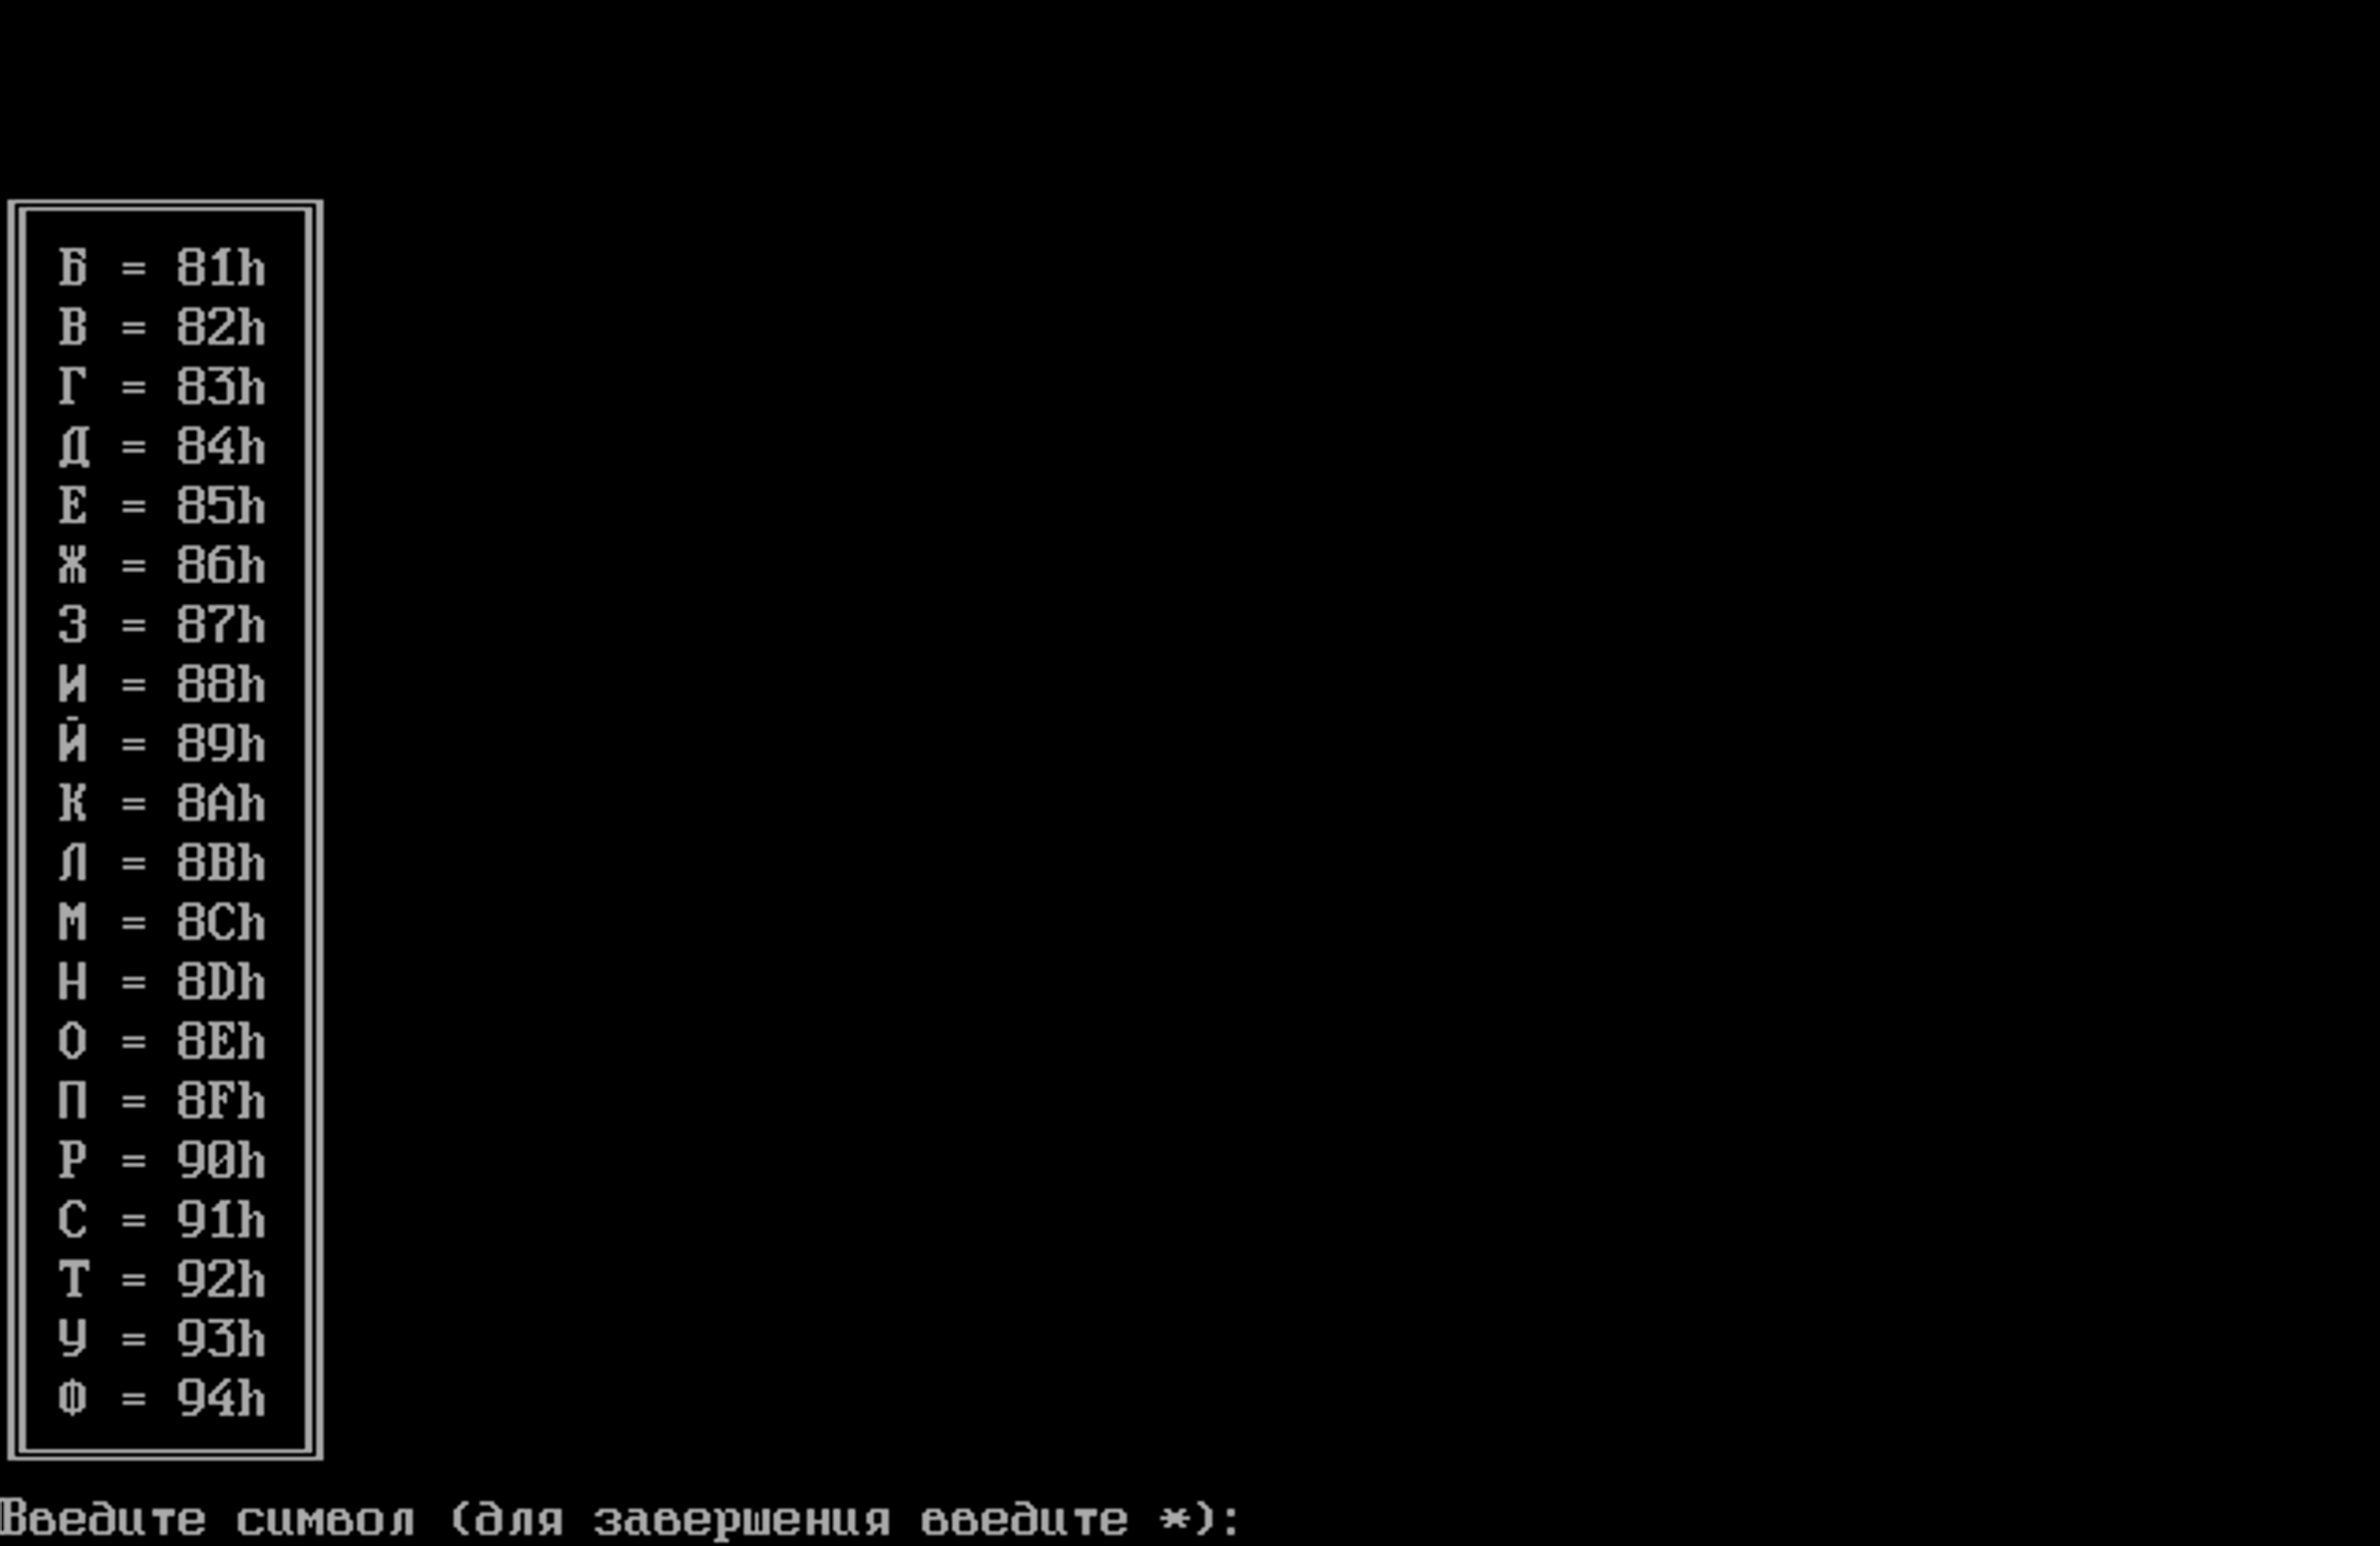 Б = 81h
В = 82h
Г = 83h
Д = 84h
Е = 85h
Ж = 86h
З = 87h
И = 88h
Й = 89h
К = 8Ah
Л = 8Bh
М = 8Ch
Н = 8Dh
О = 8Eh
П = 8Fh
Р = 90h
С = 91h
Т = 92h
У = 93h
Ф = 94h
Введите символ (для завершения введите *):